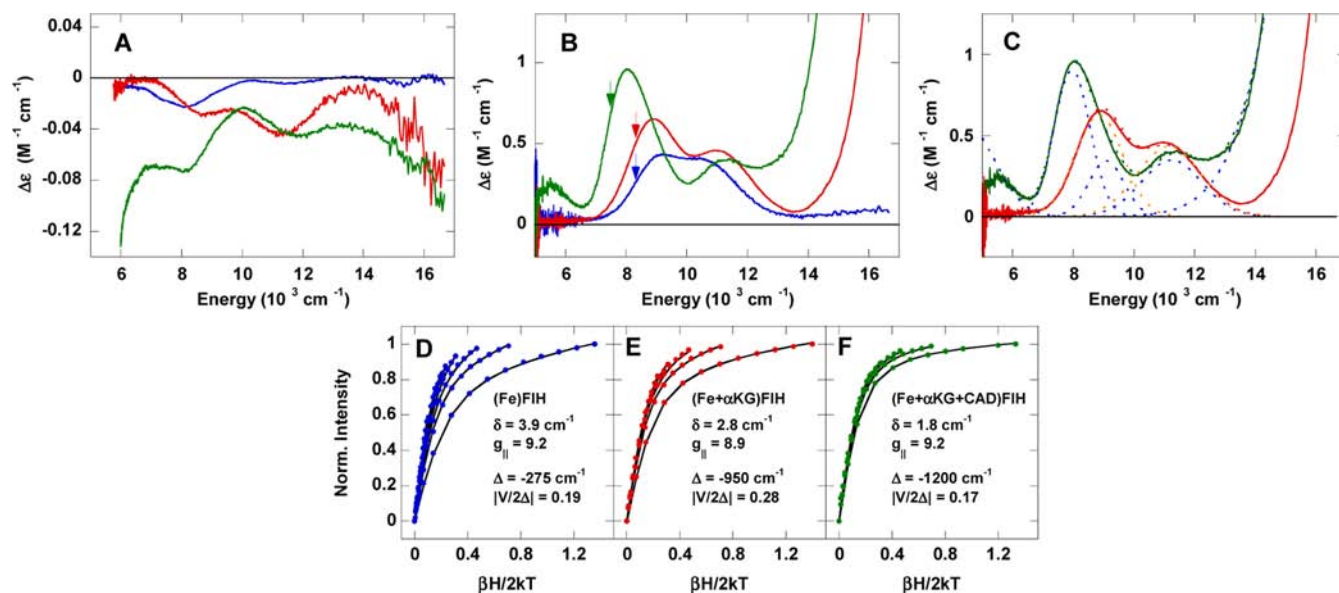 A
0.04
0
-0.04
-0.08
-0.12
Δε (M⁻¹ cm⁻¹)
6 8 10 12 14 16
Energy (10³ cm⁻¹)
B
1
0.5
0
Δε (M⁻¹ cm⁻¹)
6 8 10 12 14 16
Energy (10³ cm⁻¹)
C
1
0.5
0
Δε (M⁻¹ cm⁻¹)
6 8 10 12 14 16
Energy (10³ cm⁻¹)
Norm. Intensity
1
0.8
0.6
0.4
0.2
0
D
(Fe)FIH
δ = 3.9 cm⁻¹
g|| = 9.2
Δ = -275 cm⁻¹
|V/2Δ| = 0.19
0 0.4 0.8 1.2
βH/2kT
E
(Fe+αKG)FIH
δ = 2.8 cm⁻¹
g|| = 8.9
Δ = -950 cm⁻¹
|V/2Δ| = 0.28
0 0.4 0.8 1.2
βH/2kT
F
(Fe+αKG+CAD)FIH
δ = 1.8 cm⁻¹
g|| = 9.2
Δ = -1200 cm⁻¹
|V/2Δ| = 0.17
0 0.4 0.8 1.2
βH/2kT